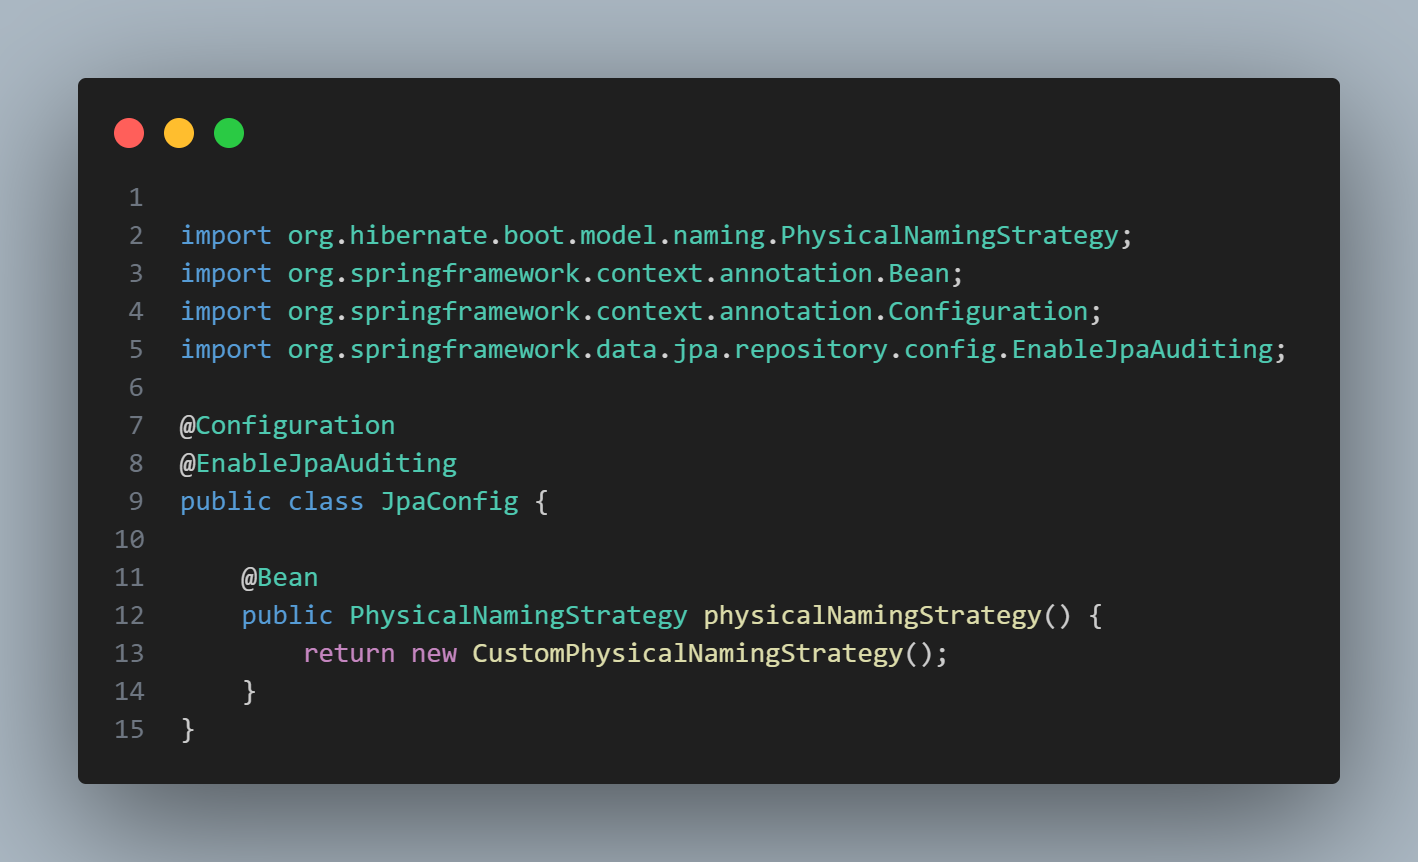 1
2 import org.hibernate.boot.model.naming.PhysicalNamingStrategy;
3 import org.springframework.context.annotation.Bean;
4 import org.springframework.context.annotation.Configuration;
5 import org.springframework.data.jpa.repository.config.EnableJpaAuditing;
6
7 @Configuration
8 @EnableJpaAuditing
9 public class JpaConfig {
10
11     @Bean
12     public PhysicalNamingStrategy physicalNamingStrategy() {
13         return new CustomPhysicalNamingStrategy();
14     }
15 }